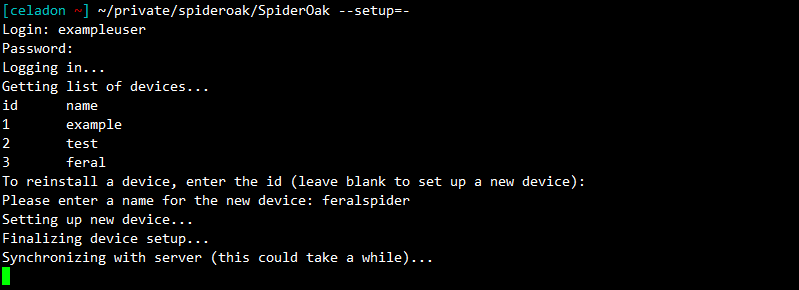 [celadon ~] ~/private/spideroak/SpiderOak --setup=-
Login: exampleuser
Password:
Logging in...
Getting list of devices...
id      name
1       example
2       test
3       feral
To reinstall a device, enter the id (leave blank to set up a new device):
Please enter a name for the new device: feralspider
Setting up new device...
Finalizing device setup...
Synchronizing with server (this could take a while)...